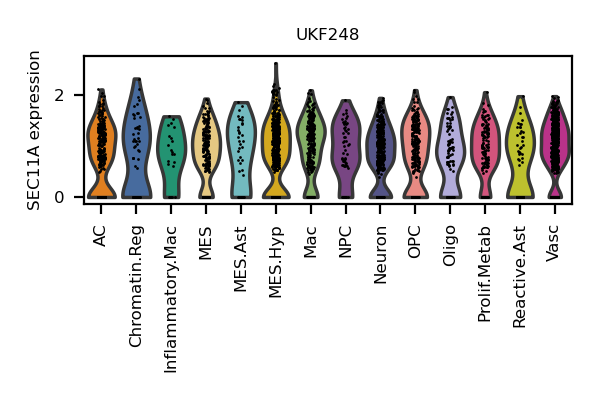 UKF248
SEC11A expression
2
0
AC
Chromatin.Reg
Inflammatory.Mac
MES
MES.Ast
MES.Hyp
Mac
NPC
Neuron
OPC
Oligo
Prolif.Metab
Reactive.Ast
Vasc